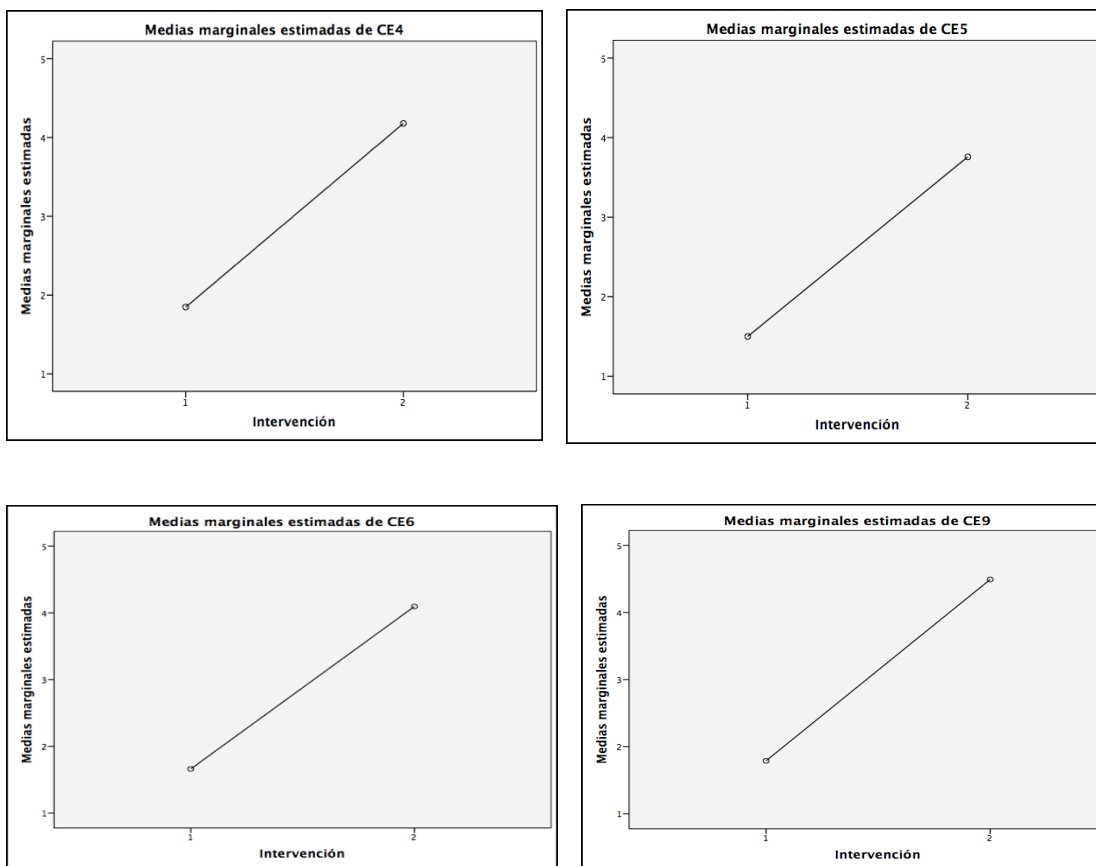 Medias marginales estimadas de CE4
Medias marginales estimadas
5
4
3
2
1
1 2
Intervención
Medias marginales estimadas de CE5
Medias marginales estimadas
5
4
3
2
1
1 2
Intervención
Medias marginales estimadas de CE6
Medias marginales estimadas
5
4
3
2
1
1 2
Intervención
Medias marginales estimadas de CE9
Medias marginales estimadas
5
4
3
2
1
1 2
Intervención